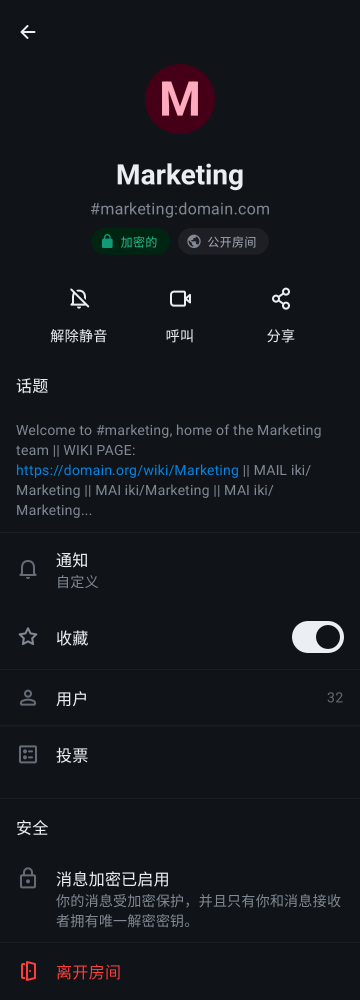 M
Marketing
#marketing:domain.com
加密的 公开房间
解除静音 呼叫 分享
话题
Welcome to #marketing, home of the Marketing
team || WIKI PAGE:
https://domain.org/wiki/Marketing || MAIL iki/
Marketing || MAI iki/Marketing || MAI iki/
Marketing...
通知
自定义
收藏
用户 32
投票
安全
消息加密已启用
你的消息受加密保护，并且只有你和消息接收
者拥有唯一解密密钥。
离开房间